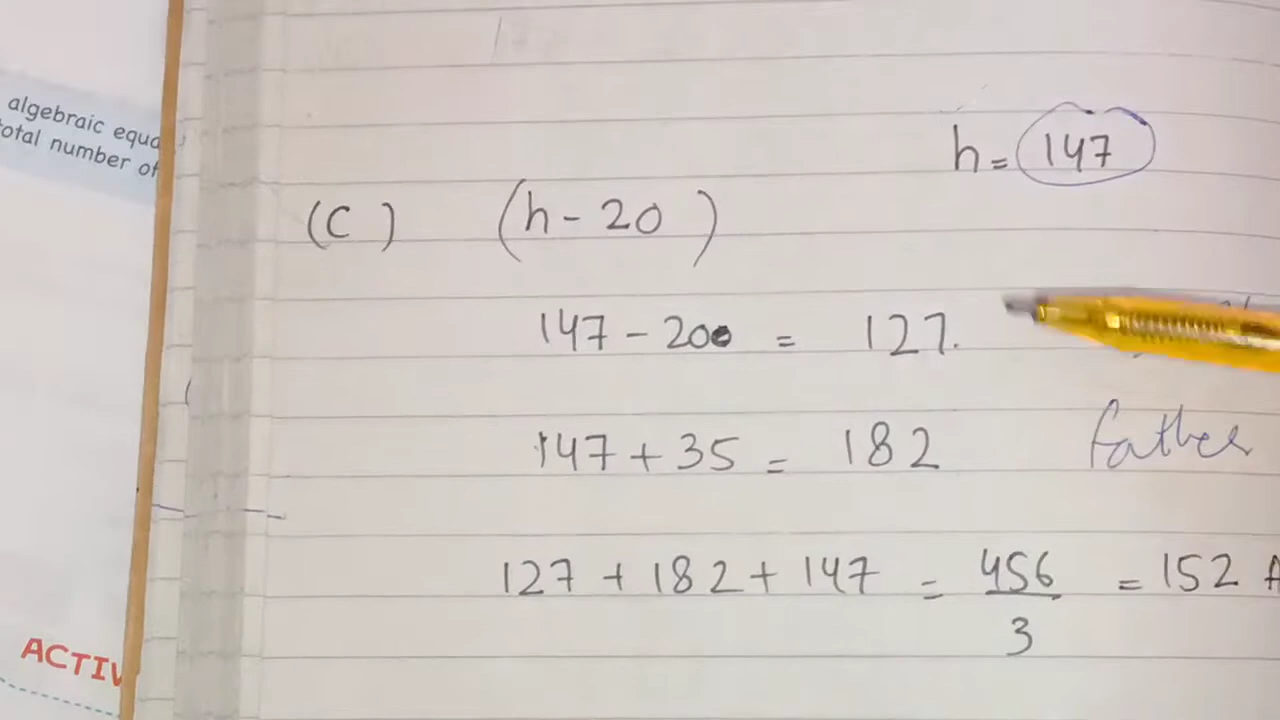 algebraic equa
total number of
h = 147
(C) (h - 20)
147 - 20 = 127.
147 + 35 = 182 father
127 + 182 + 147 = 456/3 = 152 A
ACTIV